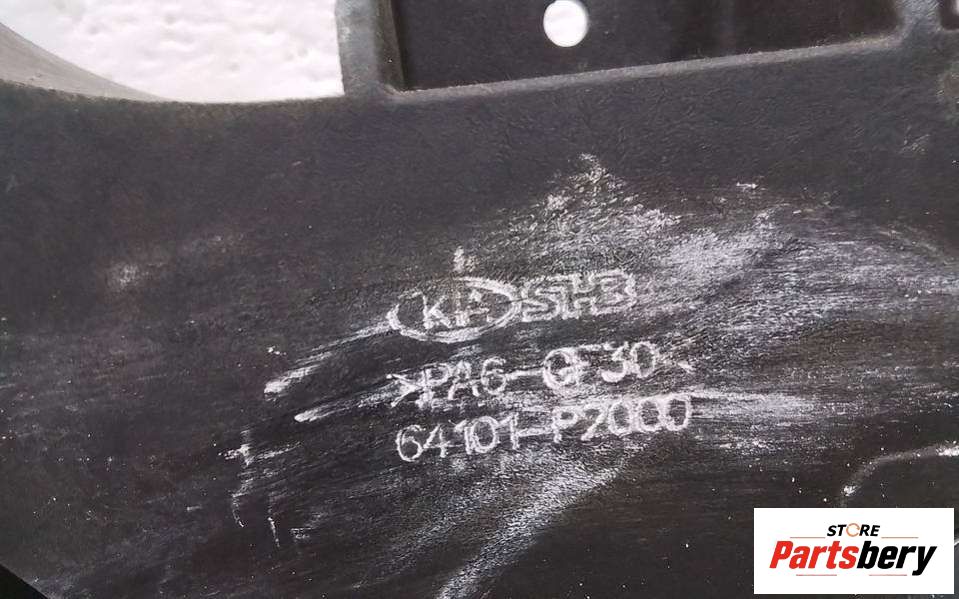 KIA SHB
>PA6-GF30<
64101-P2000
STORE
Partsbery